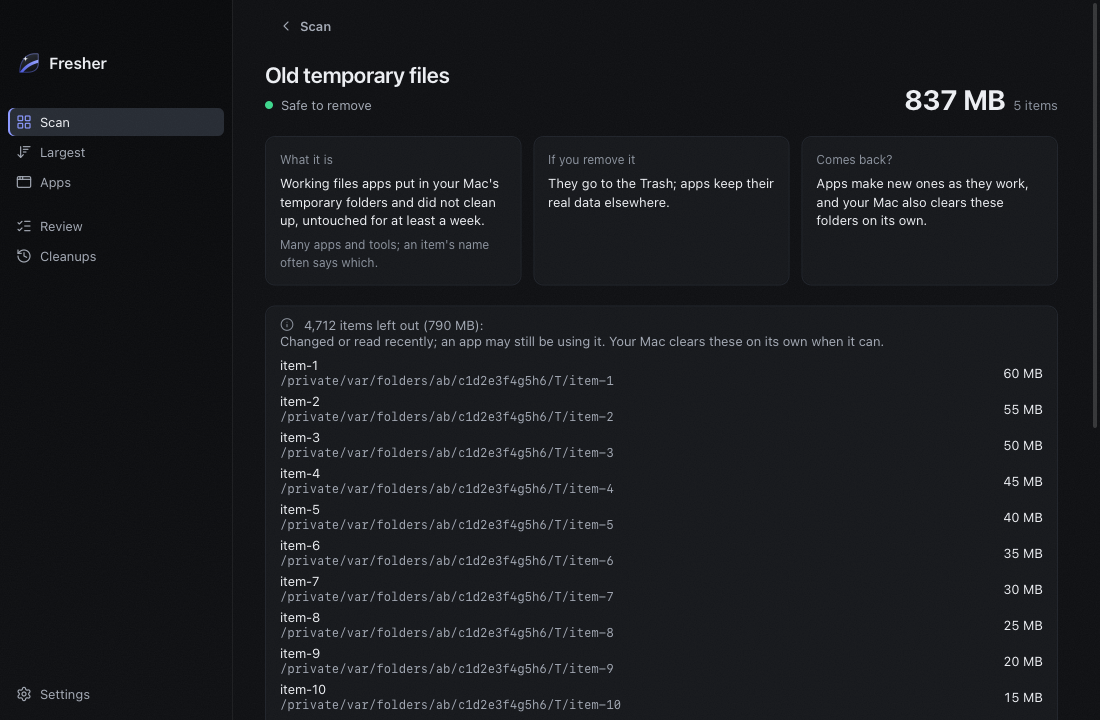 Scan
Fresher
Old temporary files
Safe to remove
837 MB 5 items
Scan
Largest
Apps
Review
Cleanups
Settings
What it is
Working files apps put in your Mac's
temporary folders and did not clean
up, untouched for at least a week.
Many apps and tools; an item's name
often says which.
If you remove it
They go to the Trash; apps keep their
real data elsewhere.
Comes back?
Apps make new ones as they work,
and your Mac also clears these
folders on its own.
4,712 items left out (790 MB):
Changed or read recently; an app may still be using it. Your Mac clears these on its own when it can.
item-1
/private/var/folders/ab/c1d2e3f4g5h6/T/item-1
60 MB
item-2
/private/var/folders/ab/c1d2e3f4g5h6/T/item-2
55 MB
item-3
/private/var/folders/ab/c1d2e3f4g5h6/T/item-3
50 MB
item-4
/private/var/folders/ab/c1d2e3f4g5h6/T/item-4
45 MB
item-5
/private/var/folders/ab/c1d2e3f4g5h6/T/item-5
40 MB
item-6
/private/var/folders/ab/c1d2e3f4g5h6/T/item-6
35 MB
item-7
/private/var/folders/ab/c1d2e3f4g5h6/T/item-7
30 MB
item-8
/private/var/folders/ab/c1d2e3f4g5h6/T/item-8
25 MB
item-9
/private/var/folders/ab/c1d2e3f4g5h6/T/item-9
20 MB
item-10
/private/var/folders/ab/c1d2e3f4g5h6/T/item-10
15 MB